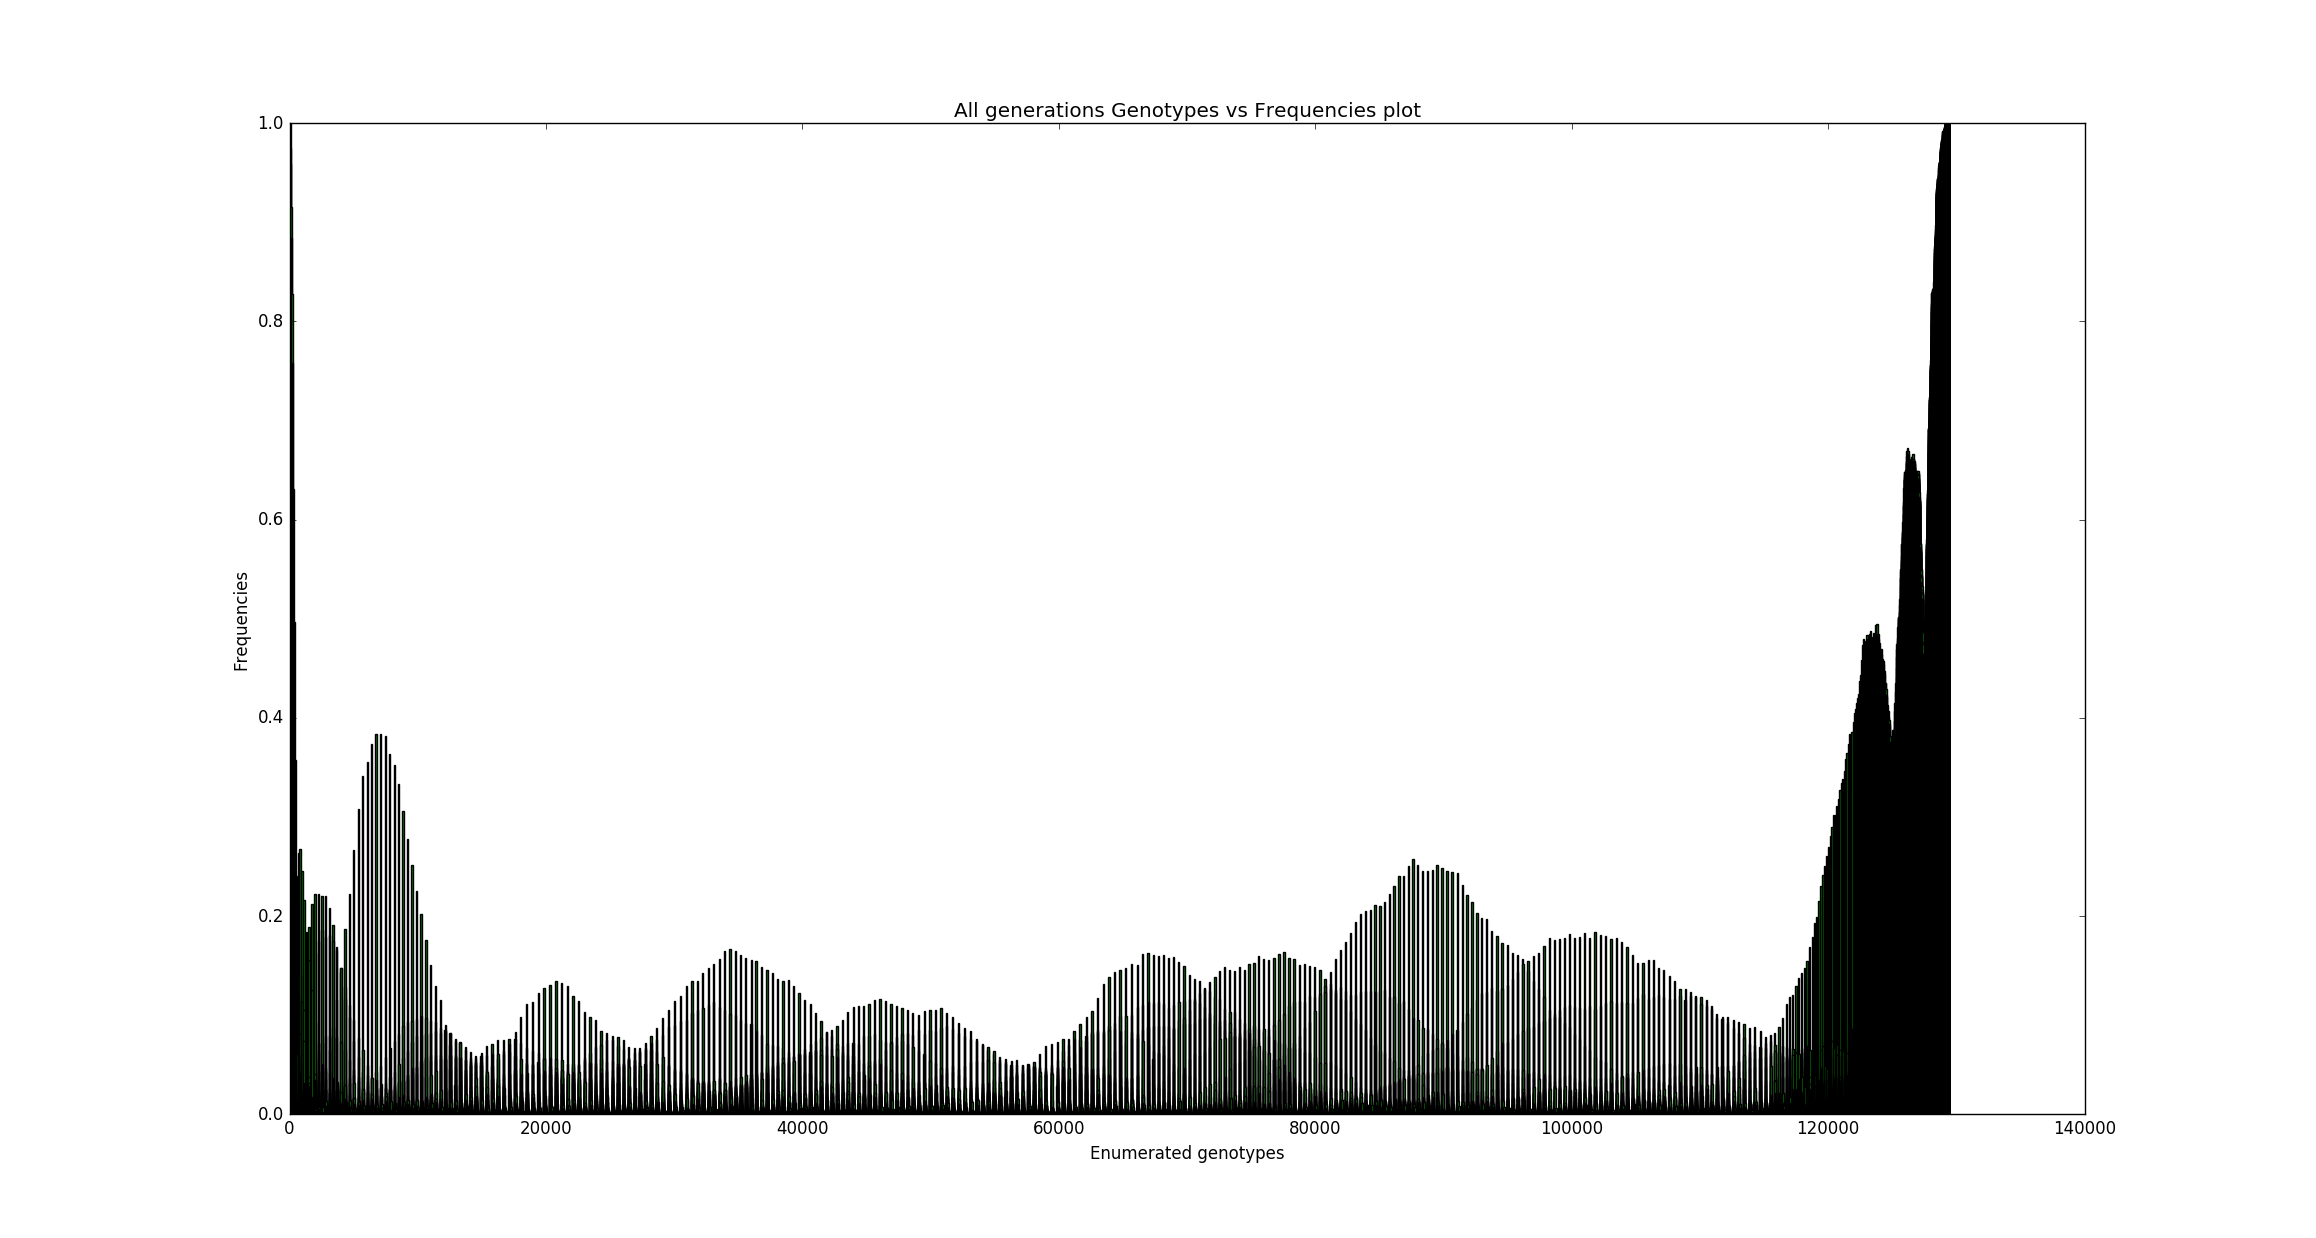 All generations Genotypes vs Frequencies plot
1.0
0.8
0.6
0.4
0.2
0.0
Frequencies
0 20000 40000 60000 80000 100000 120000 140000
Enumerated genotypes